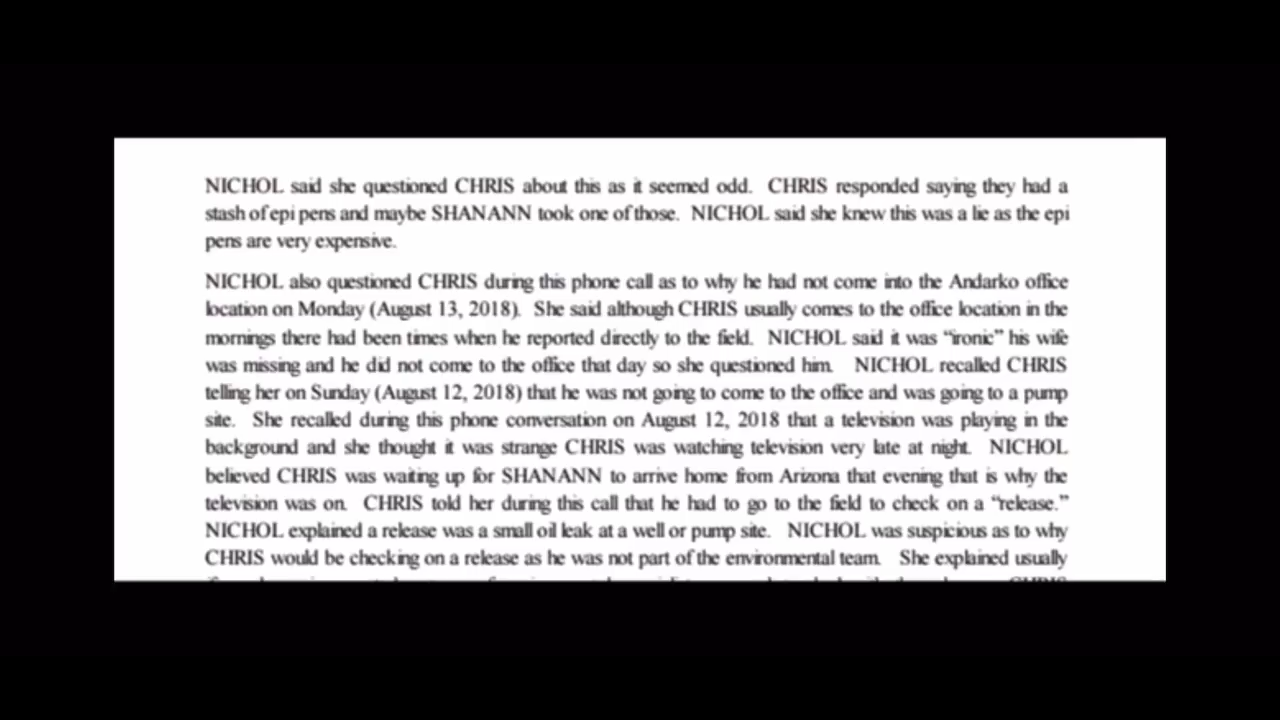 NICHOL said she questioned CHRIS about this as it seemed odd. CHRIS responded saying they had a
stash of epi pens and maybe SHANANN took one of those. NICHOL said she knew this was a lie as the epi
pens are very expensive.
NICHOL also questioned CHRIS during this phone call as to why he had not come into the Andarko office
location on Monday (August 13, 2018). She said although CHRIS usually comes to the office location in the
mornings there had been times when he reported directly to the field. NICHOL said it was “ironic” his wife
was missing and he did not come to the office that day so she questioned him. NICHOL recalled CHRIS
telling her on Sunday (August 12, 2018) that he was not going to come to the office and was going to a pump
site. She recalled during this phone conversation on August 12, 2018 that a television was playing in the
background and she thought it was strange CHRIS was watching television very late at night. NICHOL
believed CHRIS was waiting up for SHANANN to arrive home from Arizona that evening that is why the
television was on. CHRIS told her during this call that he had to go to the field to check on a “release.”
NICHOL explained a release was a small oil leak at a well or pump site. NICHOL was suspicious as to why
CHRIS would be checking on a release as he was not part of the environmental team. She explained usually